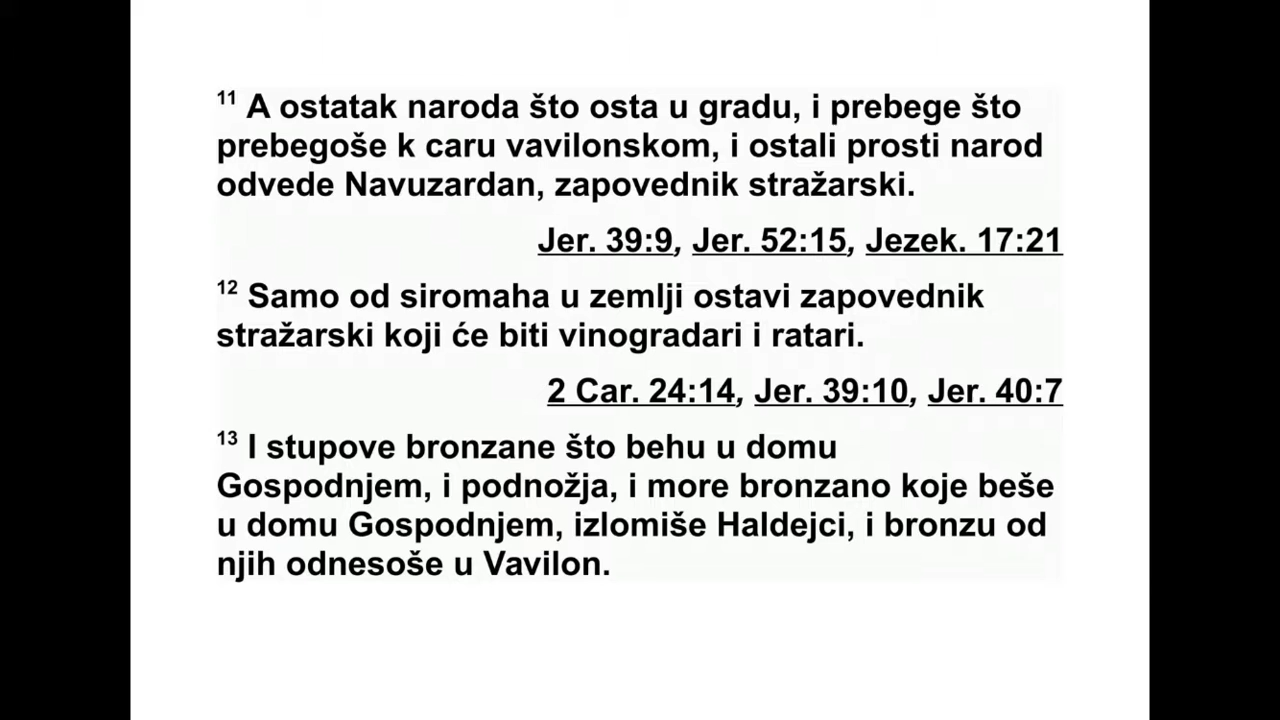 11 A ostatak naroda što osta u gradu, i prebege što
prebegoše k caru vavilonskom, i ostali prosti narod
odvede Navuzardan, zapovednik stražarski.
Jer. 39:9, Jer. 52:15, Jezek. 17:21
12 Samo od siromaha u zemlji ostavi zapovednik
stražarski koji će biti vinogradari i ratari.
2 Car. 24:14, Jer. 39:10, Jer. 40:7
13 I stupove bronzane što behu u domu
Gospodnjem, i podnožja, i more bronzano koje beše
u domu Gospodnjem, izlomiše Haldejci, i bronzu od
njih odnesoše u Vavilon.